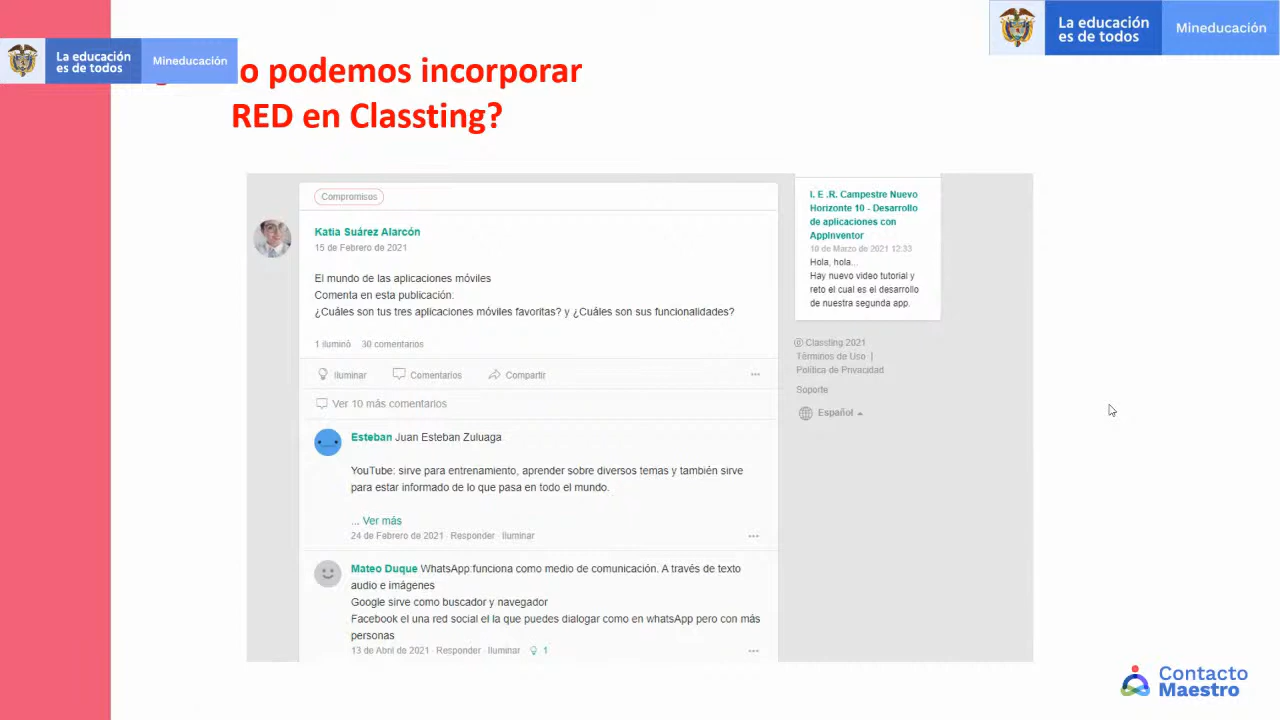 La educación
es de todos
Mineducación
La educación
es de todos
Mineducación
o podemos incorporar
RED en Classting?
Compromisos
Katia Suárez Alarcón
15 de Febrero de 2021
El mundo de las aplicaciones móviles
Comenta en esta publicación:
¿Cuáles son tus tres aplicaciones móviles favoritas? y ¿Cuáles son sus funcionalidades?
1 iluminó 30 comentarios
Iluminar Comentarios Compartir ...
Ver 10 más comentarios
Esteban Juan Esteban Zuluaga
YouTube: sirve para entrenamiento, aprender sobre diversos temas y también sirve
para estar informado de lo que pasa en todo el mundo.
... Ver más
24 de Febrero de 2021 · Responder · Iluminar ...
Mateo Duque WhatsApp:funciona como medio de comunicación. A través de texto
audio e imágenes
Google sirve como buscador y navegador
Facebook el una red social el la que puedes dialogar como en whatsApp pero con más
personas
13 de Abril de 2021 · Responder · Iluminar 1 ...
I. E .R. Campestre Nuevo
Horizonte 10 - Desarrollo
de aplicaciones con
AppInventor
10 de Marzo de 2021 12:33
Hola, hola...
Hay nuevo video tutorial y
reto el cual es el desarrollo
de nuestra segunda app.
© Classting 2021
Términos de Uso |
Política de Privacidad
Soporte
Español
Contacto
Maestro